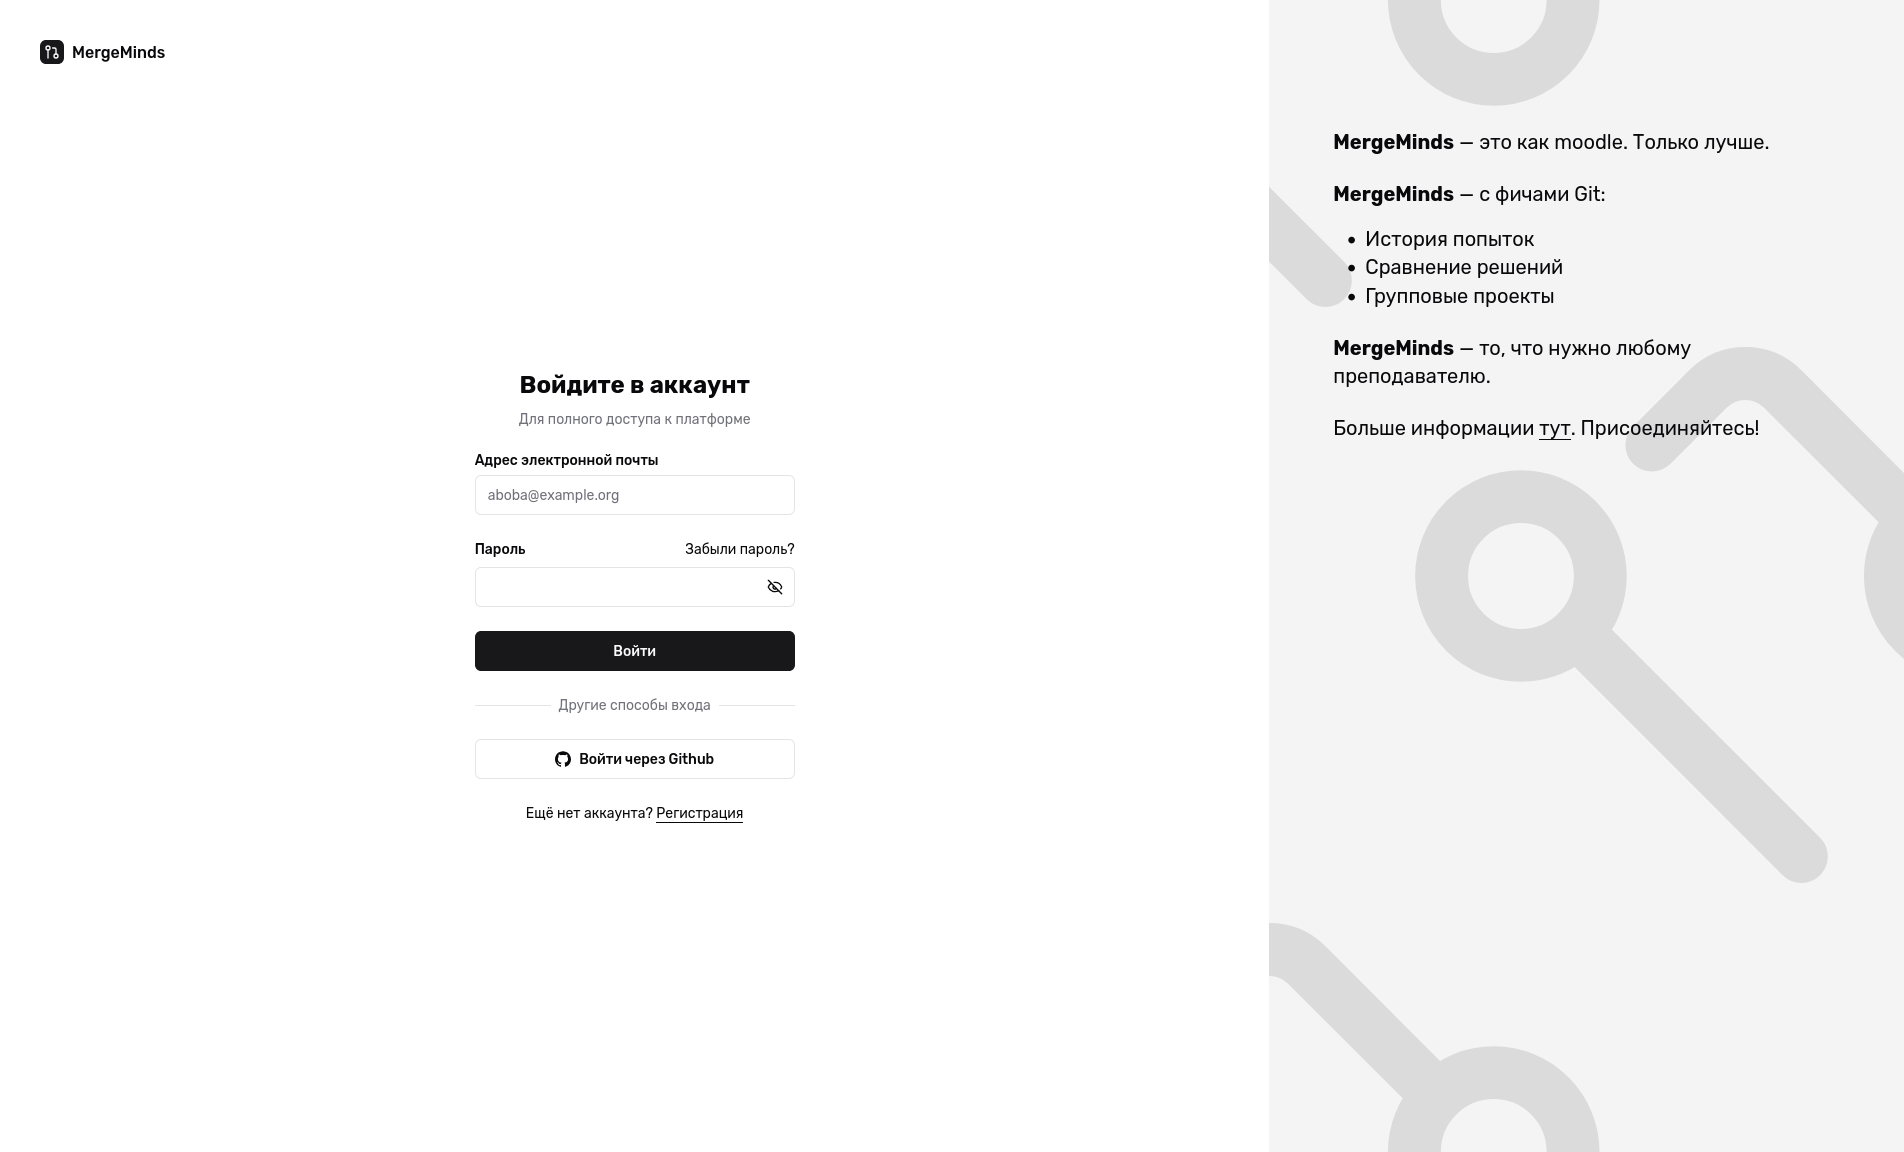 MergeMinds
Войдите в аккаунт
Для полного доступа к платформе
Адрес электронной почты
aboba@example.org
Пароль
Забыли пароль?
Войти
Другие способы входа
Войти через Github
Ещё нет аккаунта? Регистрация
MergeMinds — это как moodle. Только лучше.
MergeMinds — с фичами Git:
• История попыток
• Сравнение решений
• Групповые проекты
MergeMinds — то, что нужно любому
преподавателю.
Больше информации тут. Присоединяйтесь!